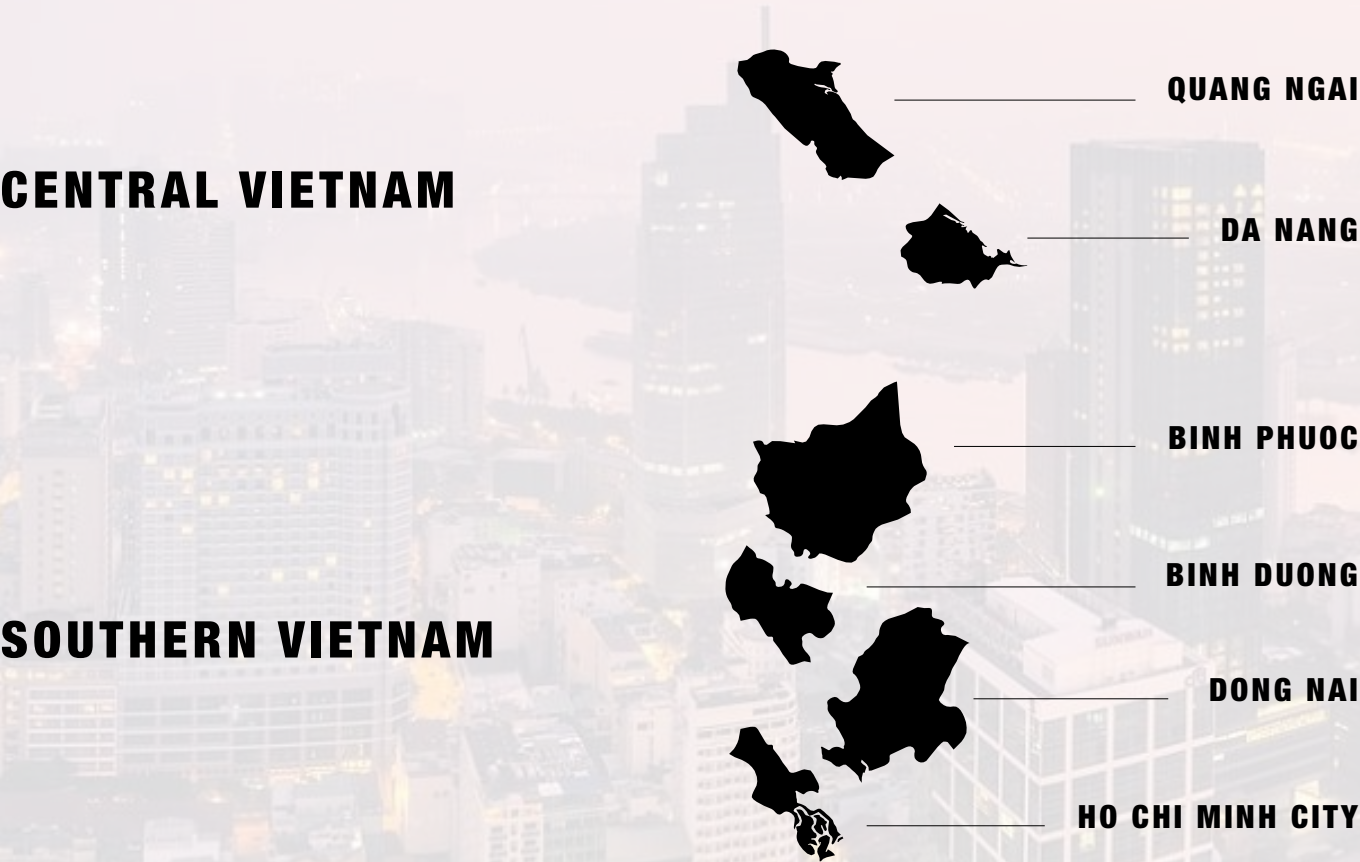 QUANG NGAI
CENTRAL VIETNAM
DA NANG
BINH PHUOC
BINH DUONG
SOUTHERN VIETNAM
DONG NAI
HO CHI MINH CITY